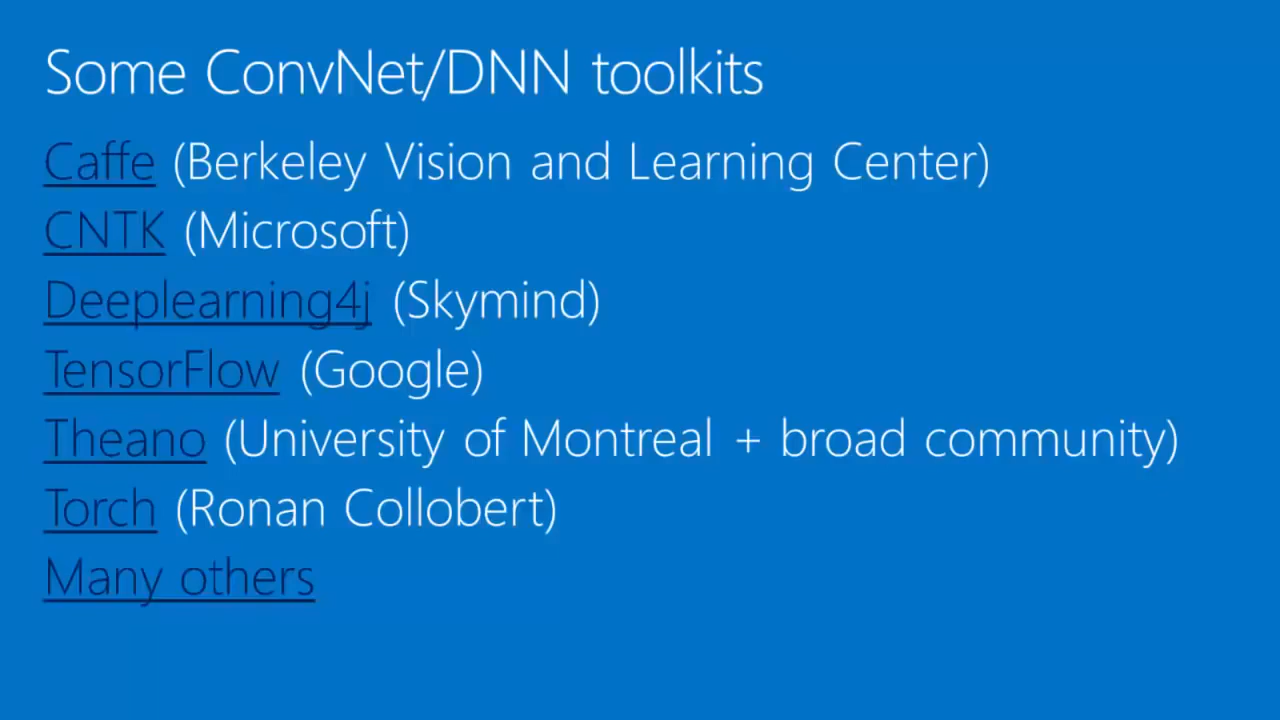 Some ConvNet/DNN toolkits
Caffe (Berkeley Vision and Learning Center)
CNTK (Microsoft)
Deeplearning4j (Skymind)
TensorFlow (Google)
Theano (University of Montreal + broad community)
Torch (Ronan Collobert)
Many others